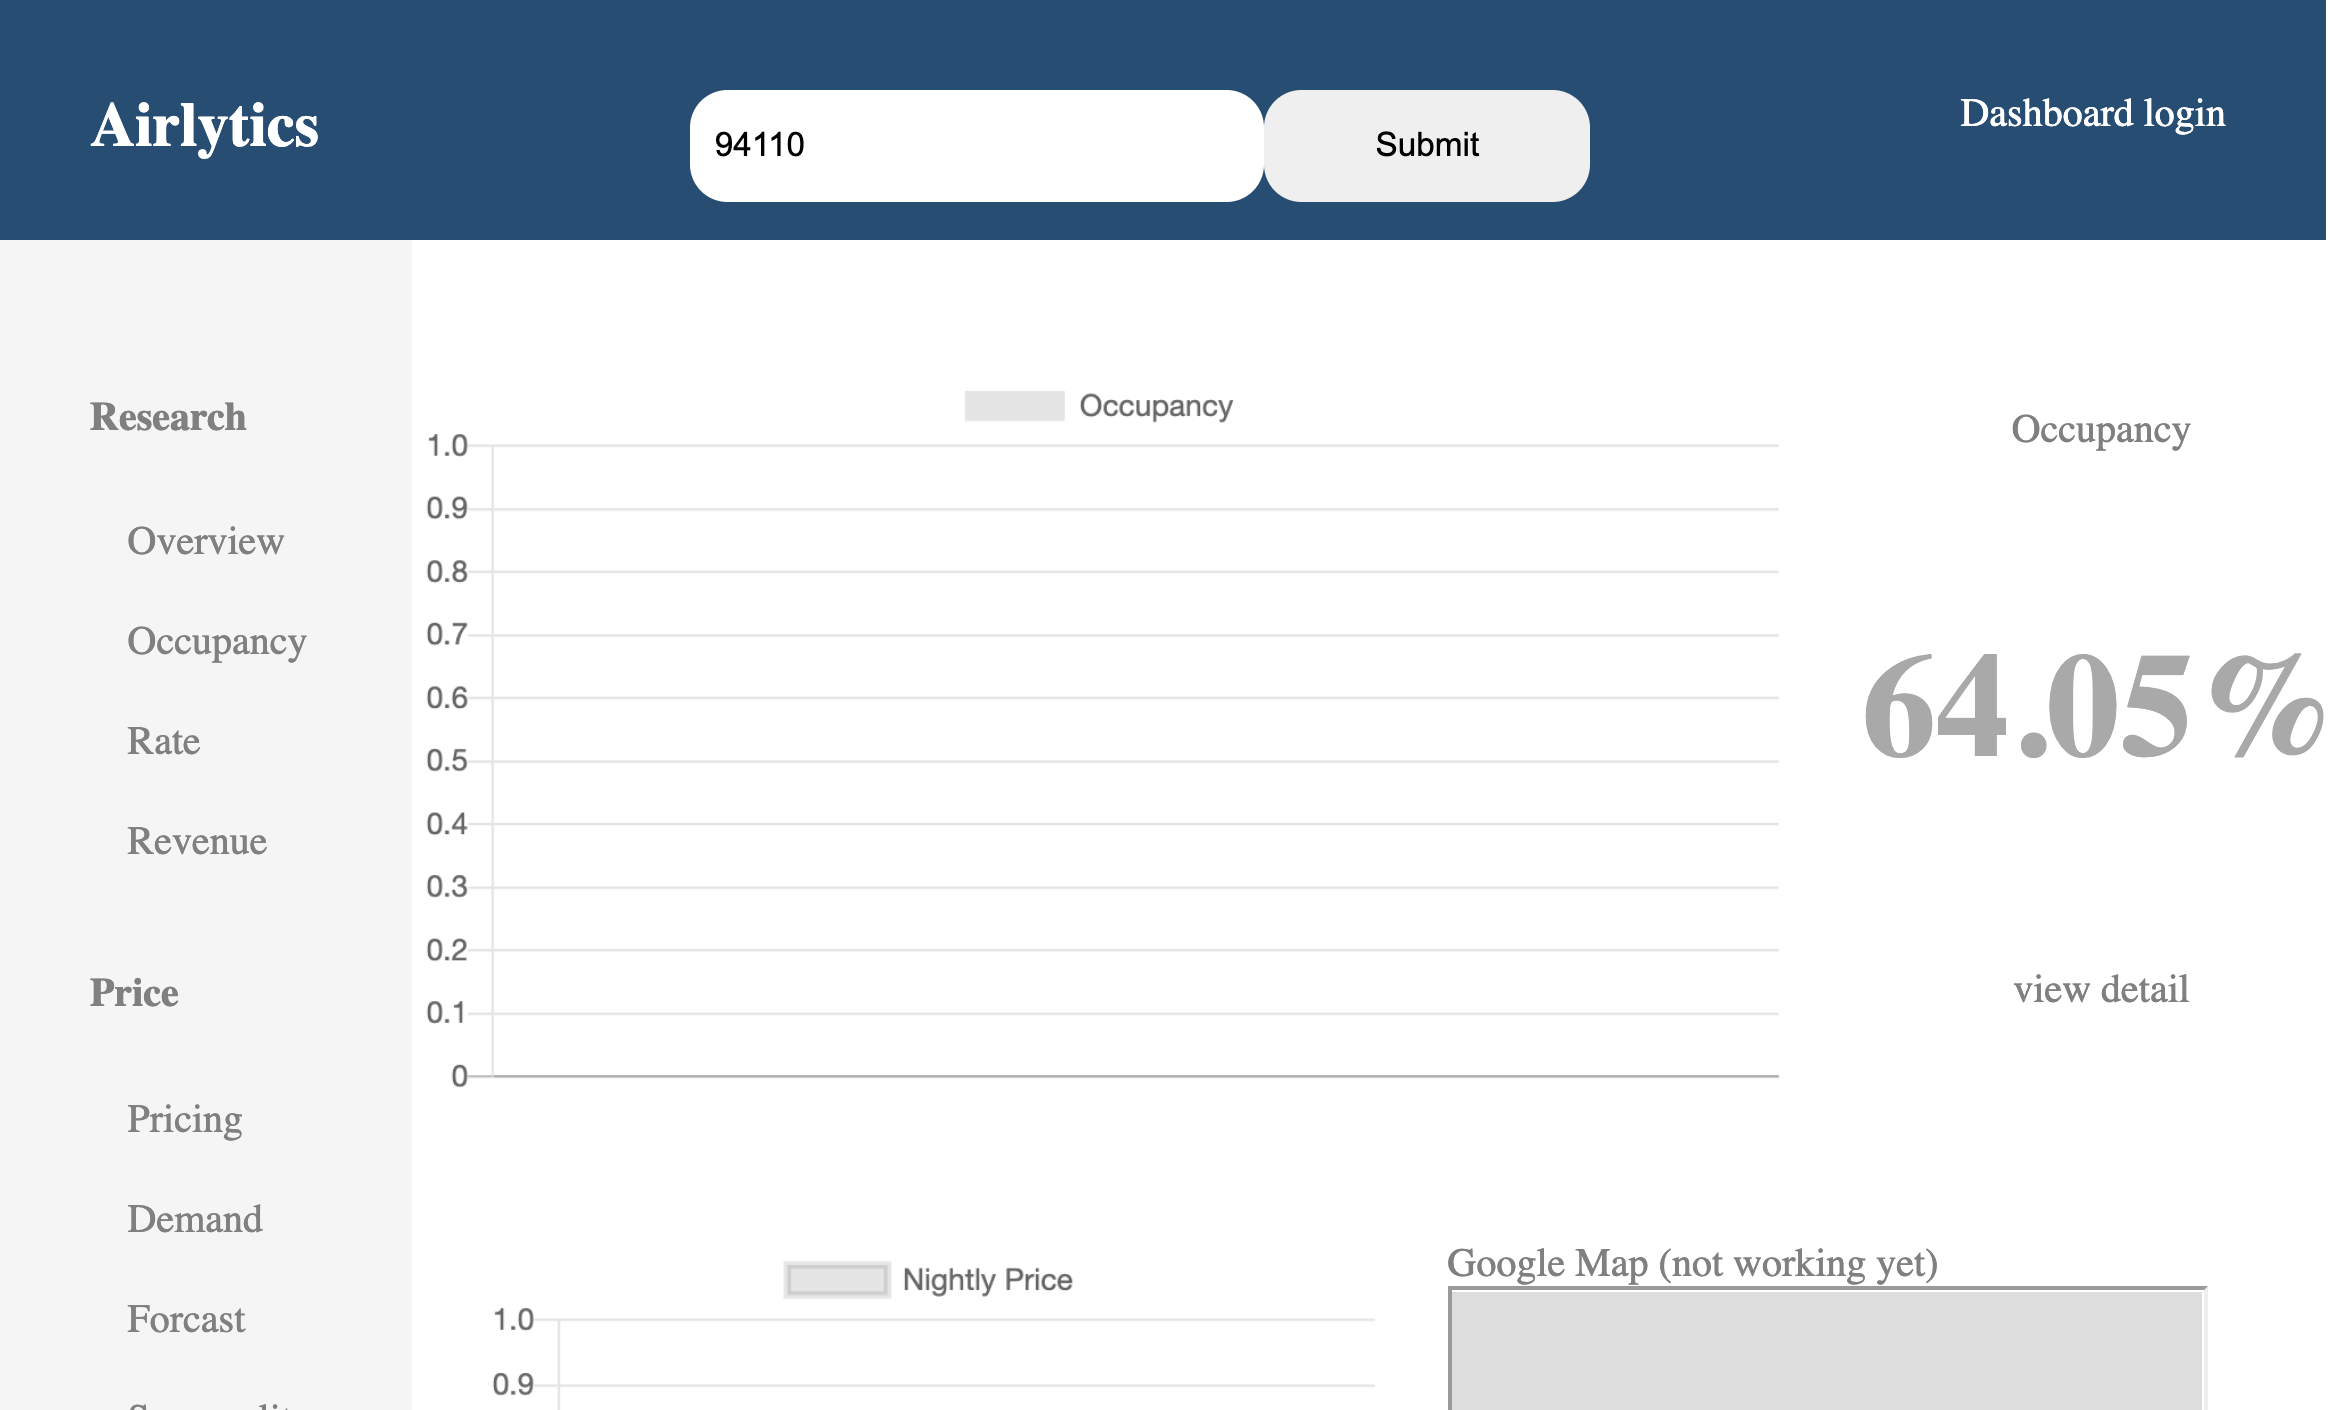 Airlytics
94110
Submit
Dashboard login
Research
Overview
Occupancy
Rate
Revenue
Price
Pricing
Demand
Forcast
Occupancy
1.0
0.9
0.8
0.7
0.6
0.5
0.4
0.3
0.2
0.1
0
Occupancy
64.05%
view detail
Nightly Price
1.0
0.9
Google Map (not working yet)